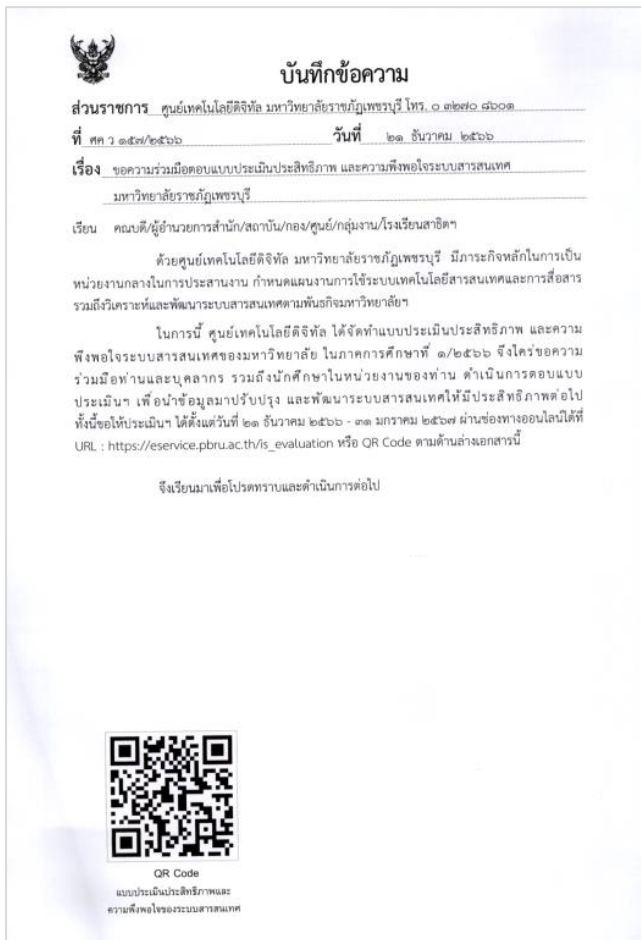 บันทึกข้อความ
ส่วนราชการ ศูนย์เทคโนโลยีดิจิทัล มหาวิทยาลัยราชภัฏเพชรบุรี โทร. ๐ ๓๒๗๐ ๘๖๐๑
ที่ ศค ว ๑๕๗/๒๕๖๖ วันที่ ๒๑ ธันวาคม ๒๕๖๖
เรื่อง ขอความร่วมมือตอบแบบประเมินประสิทธิภาพ และความพึงพอใจระบบสารสนเทศ
มหาวิทยาลัยราชภัฏเพชรบุรี
เรียน คณบดี/ผู้อำนวยการสำนัก/สถาบัน/กอง/ศูนย์/กลุ่มงาน/โรงเรียนสาธิตฯ
ด้วยศูนย์เทคโนโลยีดิจิทัล มหาวิทยาลัยราชภัฏเพชรบุรี มีภาระกิจหลักในการเป็น
หน่วยงานกลางในการประสานงาน กำหนดแผนงานการใช้ระบบเทคโนโลยีสารสนเทศและการสื่อสาร
รวมถึงวิเคราะห์และพัฒนาระบบสารสนเทศตามพันธกิจมหาวิทยาลัยฯ
ในการนี้ ศูนย์เทคโนโลยีดิจิทัล ได้จัดทำแบบประเมินประสิทธิภาพ และความ
พึงพอใจระบบสารสนเทศของมหาวิทยาลัย ในภาคการศึกษาที่ ๑/๒๕๖๖ จึงใคร่ขอความ
ร่วมมือท่านและบุคลากร รวมถึงนักศึกษาในหน่วยงานของท่าน ดำเนินการตอบแบบ
ประเมินฯ เพื่อนำข้อมูลมาปรับปรุง และพัฒนาระบบสารสนเทศให้มีประสิทธิภาพต่อไป
ทั้งนี้ขอให้ประเมินฯ ได้ตั้งแต่วันที่ ๒๑ ธันวาคม ๒๕๖๖ - ๓๑ มกราคม ๒๕๖๗ ผ่านช่องทางออนไลน์ได้ที่
URL : https://eservice.pbru.ac.th/is_evaluation หรือ QR Code ตามด้านล่างเอกสารนี้
จึงเรียนมาเพื่อโปรดทราบและดำเนินการต่อไป
QR Code
แบบประเมินประสิทธิภาพและ
ความพึงพอใจของระบบสารสนเทศ